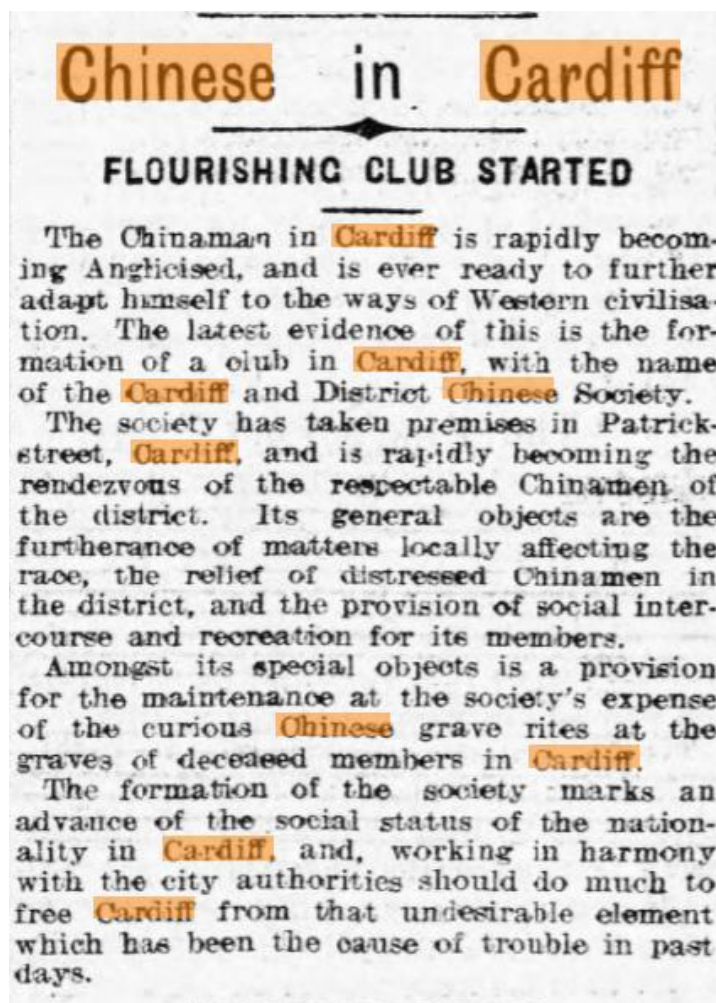 Chinese in Cardiff
FLOURISHING CLUB STARTED
The Chinaman in Cardiff is rapidly becom-
ing Anglicised, and is ever ready to further
adapt himself to the ways of Western civilisa-
tion. The latest evidence of this is the for-
mation of a club in Cardiff, with the name
of the Cardiff and District Chinese Society.
The society has taken premises in Patrick-
street, Cardiff, and is rapidly becoming the
rendezvous of the respectable Chinamen of
the district. Its general objects are the
furtherance of matters locally affecting the
race, the relief of distressed Chinamen in
the district, and the provision of social inter-
course and recreation for its members.
Amongst its special objects is a provision
for the maintenance at the society's expense
of the curious Chinese grave rites at the
graves of deceased members in Cardiff.
The formation of the society marks an
advance of the social status of the nation-
ality in Cardiff, and, working in harmony
with the city authorities should do much to
free Cardiff from that undesirable element
which has been the cause of trouble in past
days.